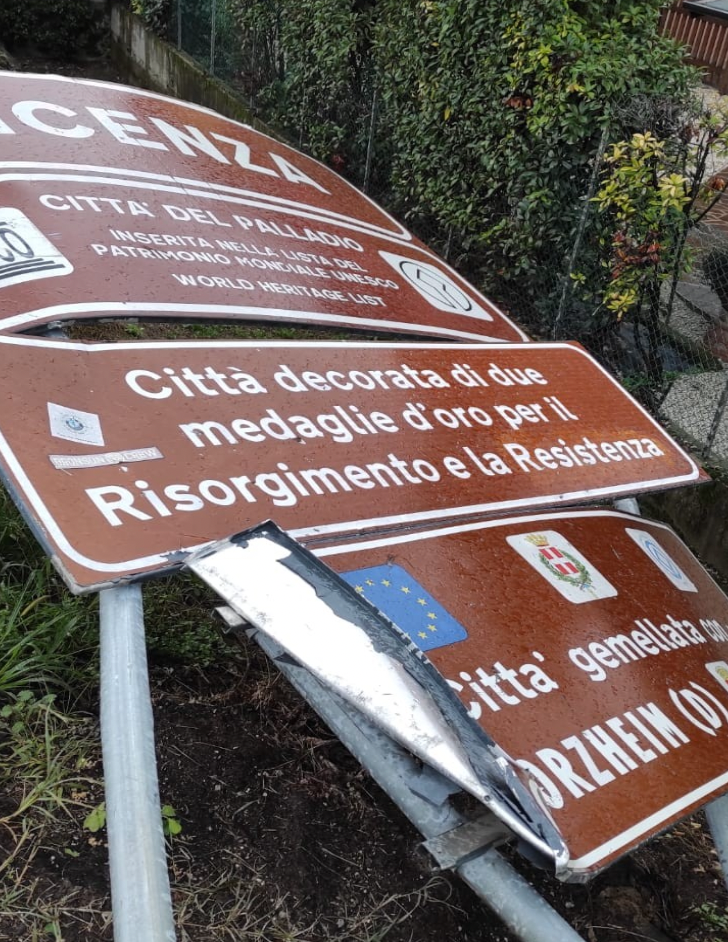 ICENZA
CITTA' DEL PALLADIO
INSERITA NELLA LISTA DEL
PATRIMONIO MONDIALE UNESCO
WORLD HERITAGE LIST
Città decorata di due
medaglie d'oro per il
Risorgimento e la Resistenza
Citta' gemellata con
ORZHEIM (D)